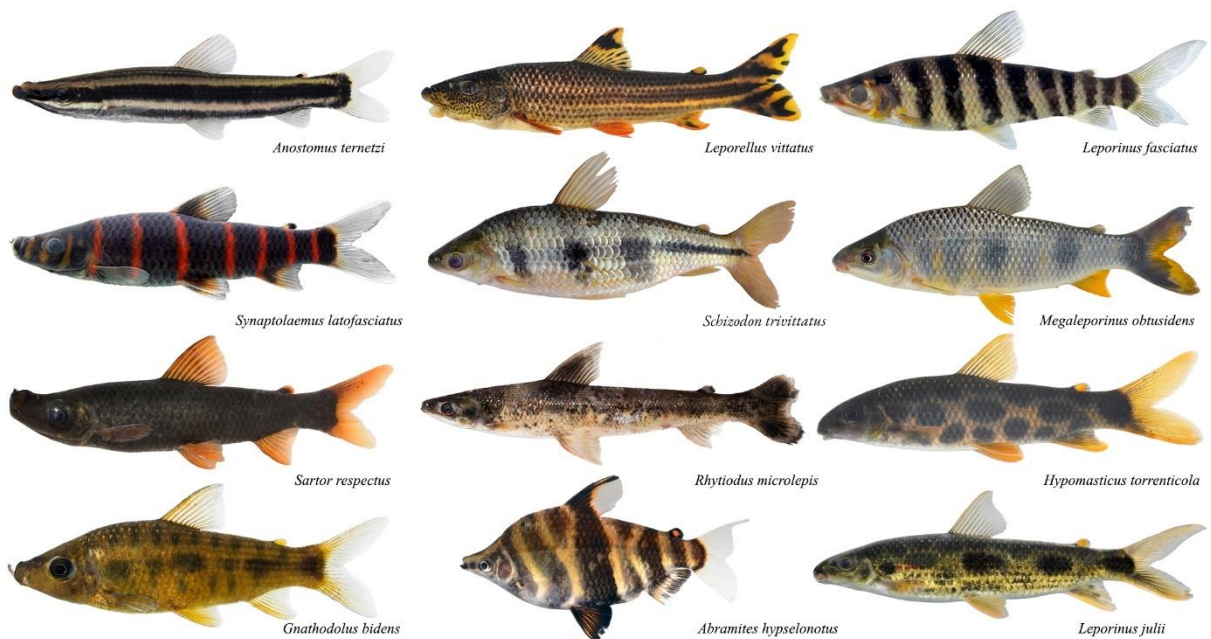 Anostomus ternetzi
Leporellus vittatus
Leporinus fasciatus
Synaptolaemus latofasciatus
Schizodon trivittatus
Megaleporinus obtusidens
Sartor respectus
Rhytiodus microlepis
Hypomasticus torrenticola
Gnathodolus bidens
Abramites hypselonotus
Leporinus julii